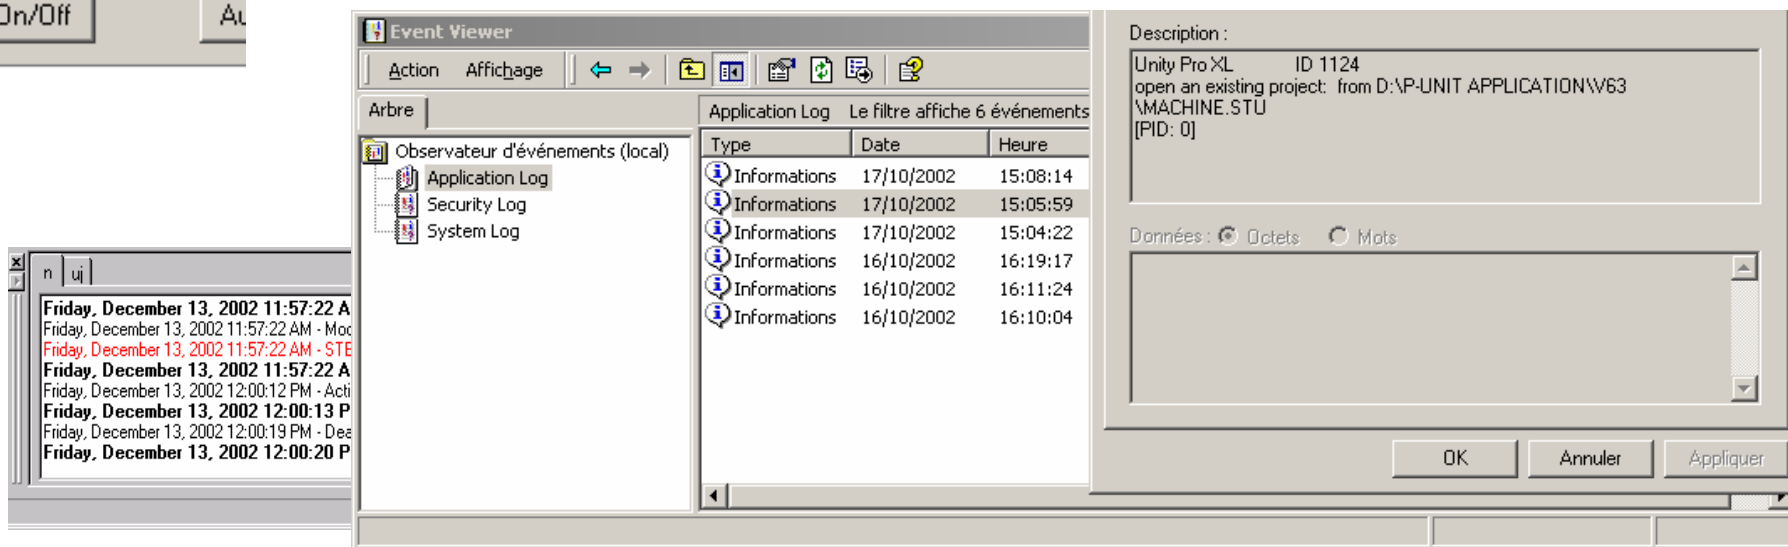 On/Off
Au
Event Viewer
Action Affichage
Arbre
Application Log Le filtre affiche 6 événements
Observateur d'événements (local)
Application Log
Security Log
System Log
Type Date Heure
Informations 17/10/2002 15:08:14
Informations 17/10/2002 15:05:59
Informations 17/10/2002 15:04:22
Informations 16/10/2002 16:19:17
Informations 16/10/2002 16:11:24
Informations 16/10/2002 16:10:04
Description :
Unity Pro XL ID 1124
open an existing project: from D:\P-UNIT APPLICATION\V63
\MACHINE.STU
[PID: 0]
Données : Octets Mots
OK Annuler Appliquer
n uj
Friday, December 13, 2002 11:57:22 A
Friday, December 13, 2002 11:57:22 AM - Mod
Friday, December 13, 2002 11:57:22 AM - STE
Friday, December 13, 2002 11:57:22 A
Friday, December 13, 2002 12:00:12 PM - Acti
Friday, December 13, 2002 12:00:13 P
Friday, December 13, 2002 12:00:19 PM - Dea
Friday, December 13, 2002 12:00:20 P